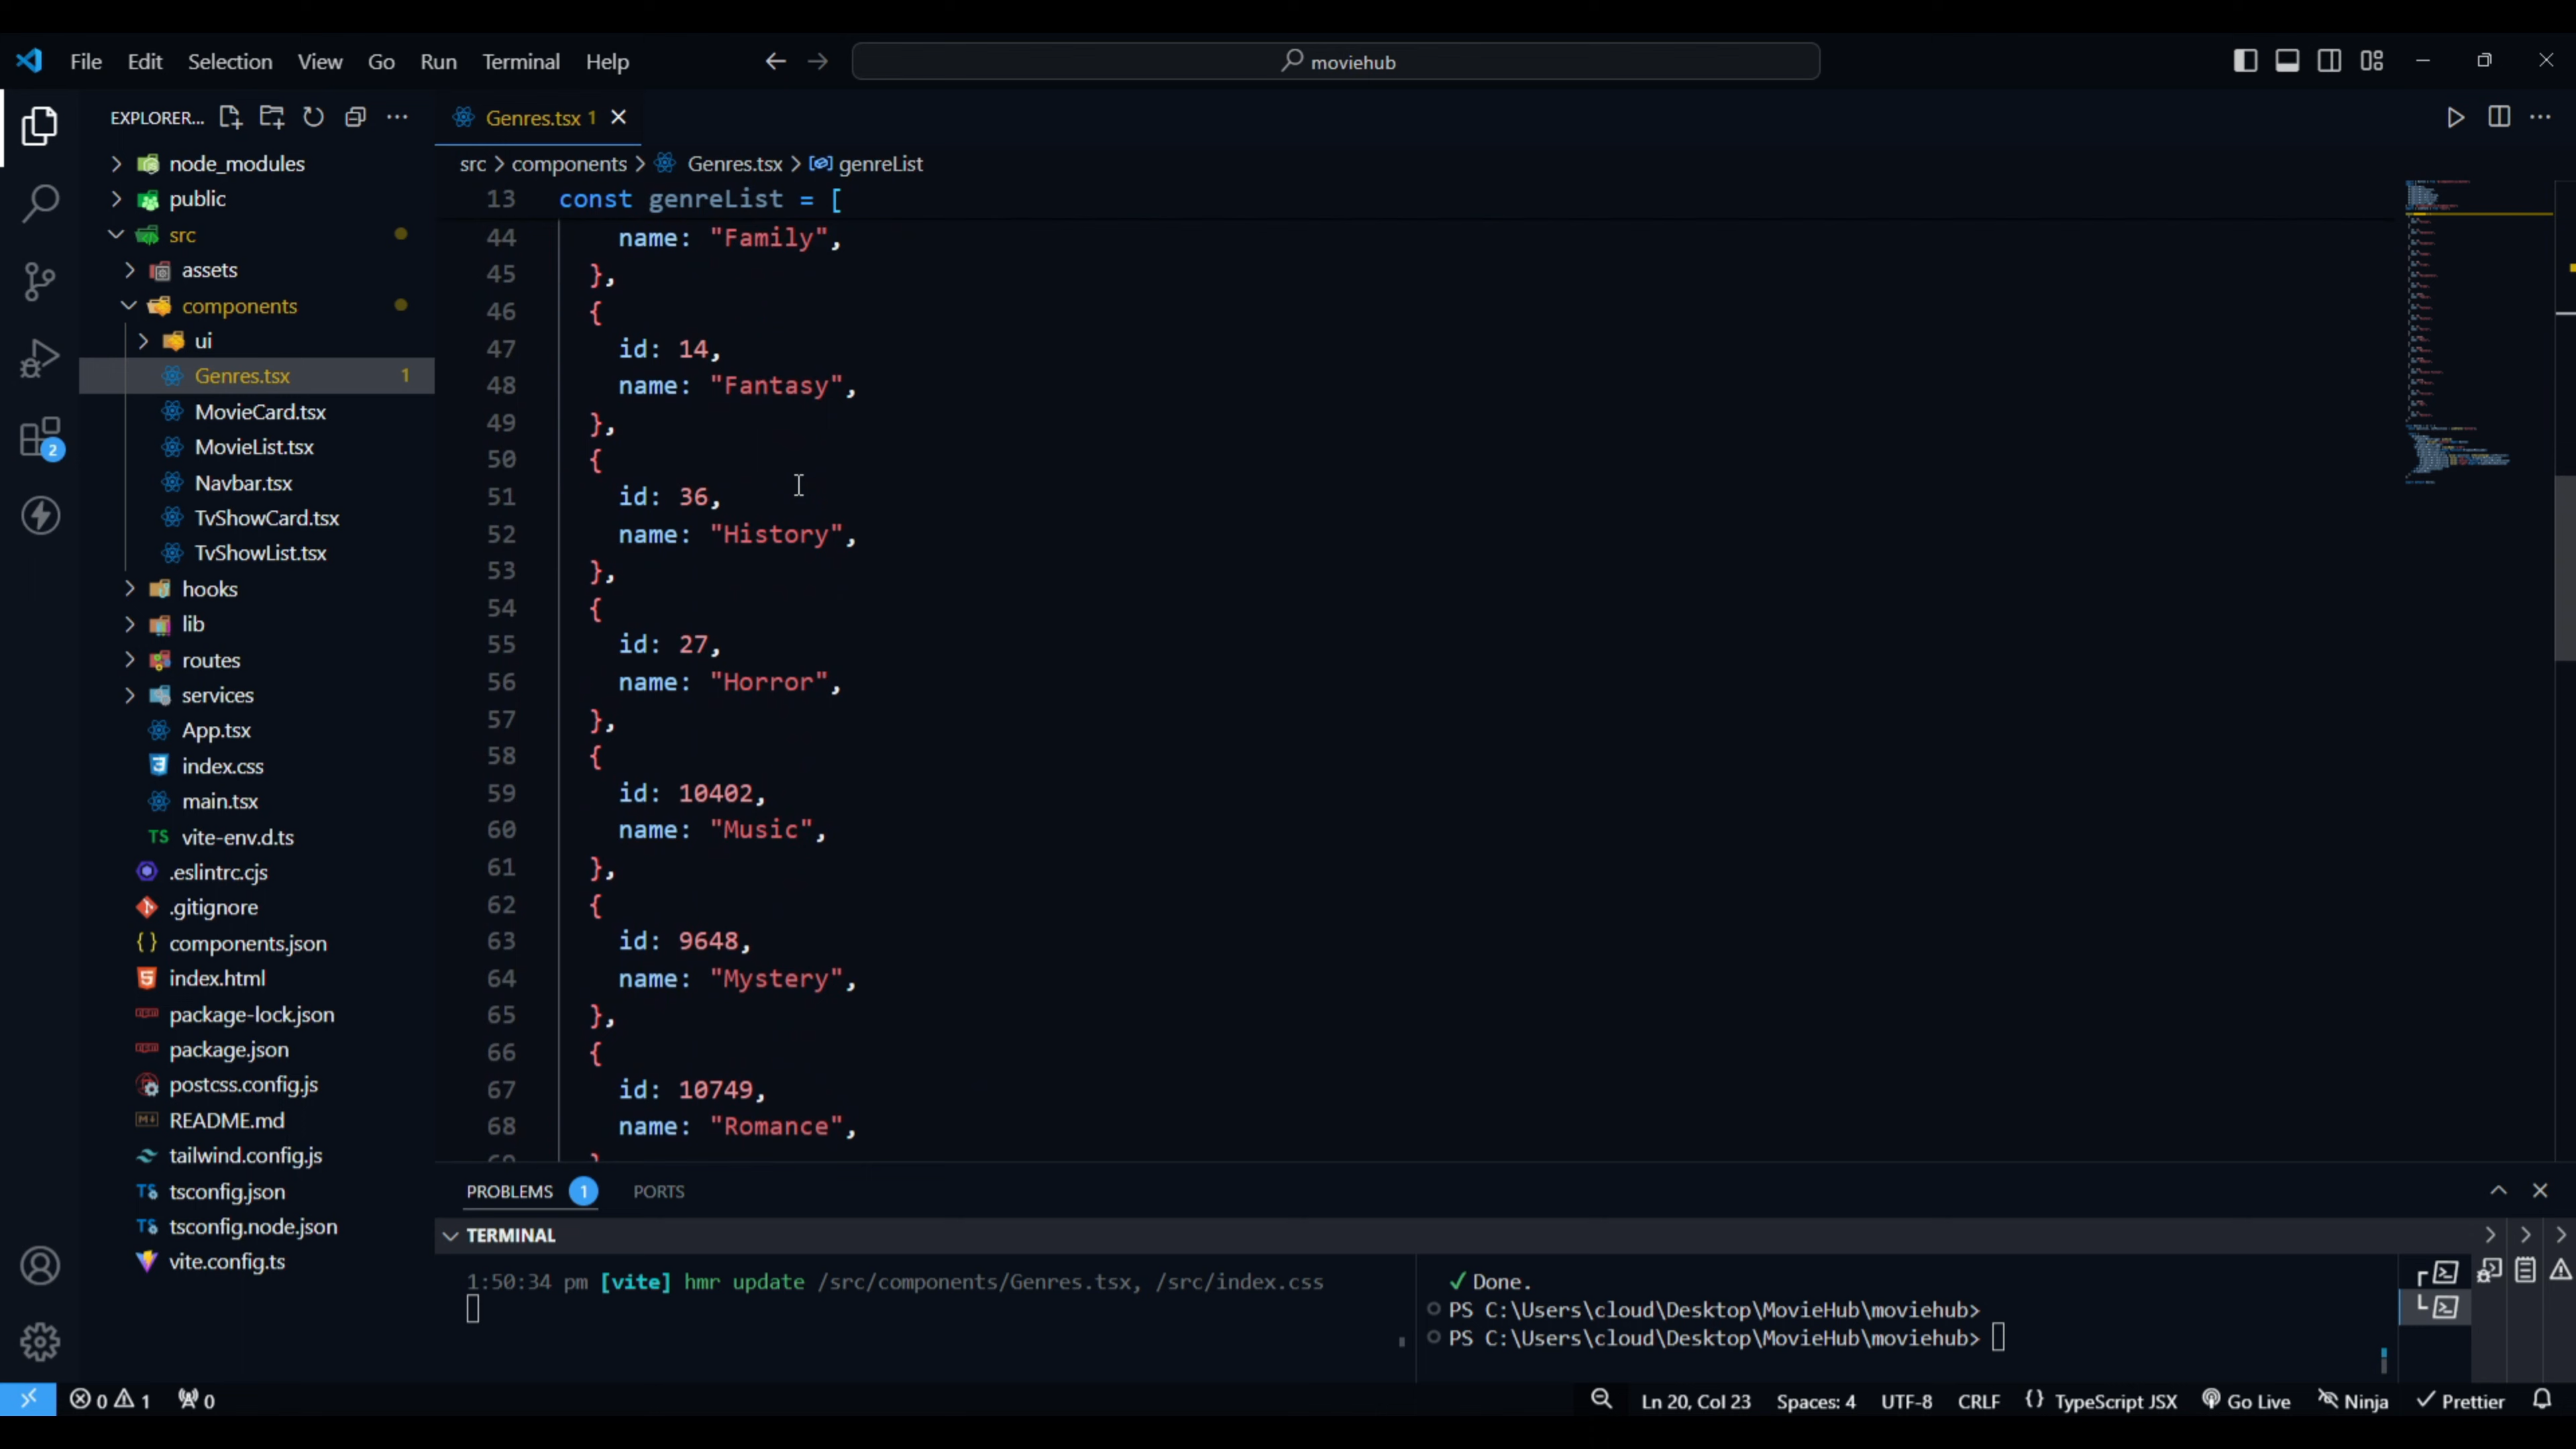 File Edit Selection View Go Run Terminal Help
moviehub
EXPLORER...
Genres.tsx 1
node_modules
public
src
assets
components
ui
Genres.tsx 1
MovieCard.tsx
MovieList.tsx
Navbar.tsx
TvShowCard.tsx
TvShowList.tsx
hooks
lib
routes
services
App.tsx
index.css
main.tsx
TS vite-env.d.ts
.eslintrc.cjs
.gitignore
{} components.json
index.html
package-lock.json
package.json
postcss.config.js
README.md
tailwind.config.js
tsconfig.json
tsconfig.node.json
vite.config.ts
2
src > components > Genres.tsx > genreList
13 const genreList = [
44 name: "Family",
45 },
46 {
47 id: 14,
48 name: "Fantasy",
49 },
50 {
51 id: 36,
52 name: "History",
53 },
54 {
55 id: 27,
56 name: "Horror",
57 },
58 {
59 id: 10402,
60 name: "Music",
61 },
62 {
63 id: 9648,
64 name: "Mystery",
65 },
66 {
67 id: 10749,
68 name: "Romance",
PROBLEMS 1 PORTS
TERMINAL
1:50:34 pm [vite] hmr update /src/components/Genres.tsx, /src/index.css
✓ Done.
PS C:\Users\cloud\Desktop\MovieHub\moviehub>
PS C:\Users\cloud\Desktop\MovieHub\moviehub>
0 1 0 Ln 20, Col 23 Spaces: 4 UTF-8 CRLF {} TypeScript JSX Go Live Ninja Prettier